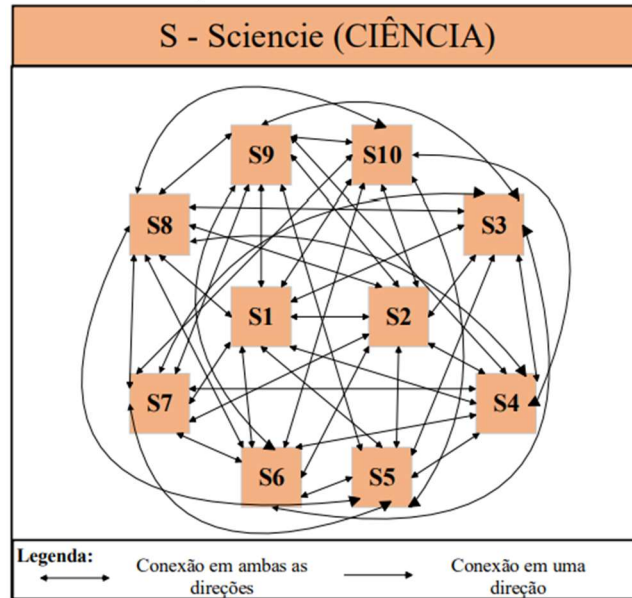 S - Sciencie (CIÊNCIA)
S9 S10
S8 S3
S1 S2
S7 S4
S6 S5
Legenda:
Conexão em ambas as
direções
Conexão em uma
direção